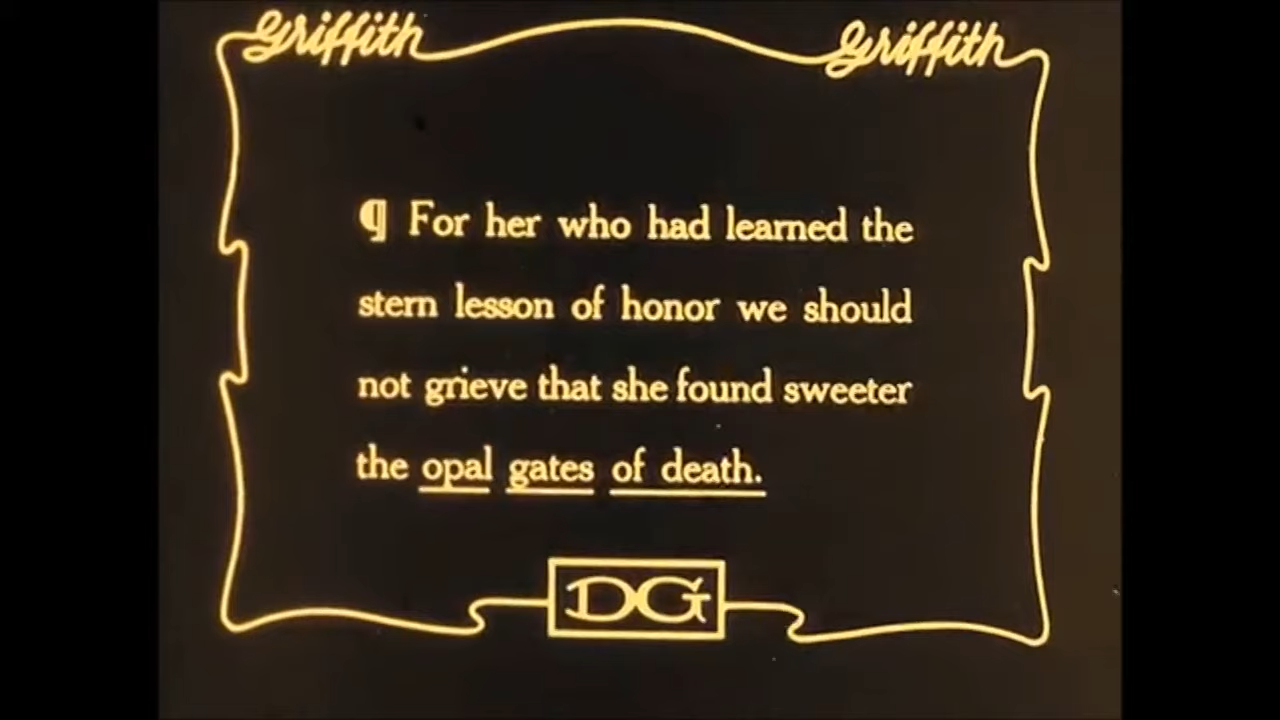 Griffith Griffith
¶ For her who had learned the
stern lesson of honor we should
not grieve that she found sweeter
the opal gates of death.
DG